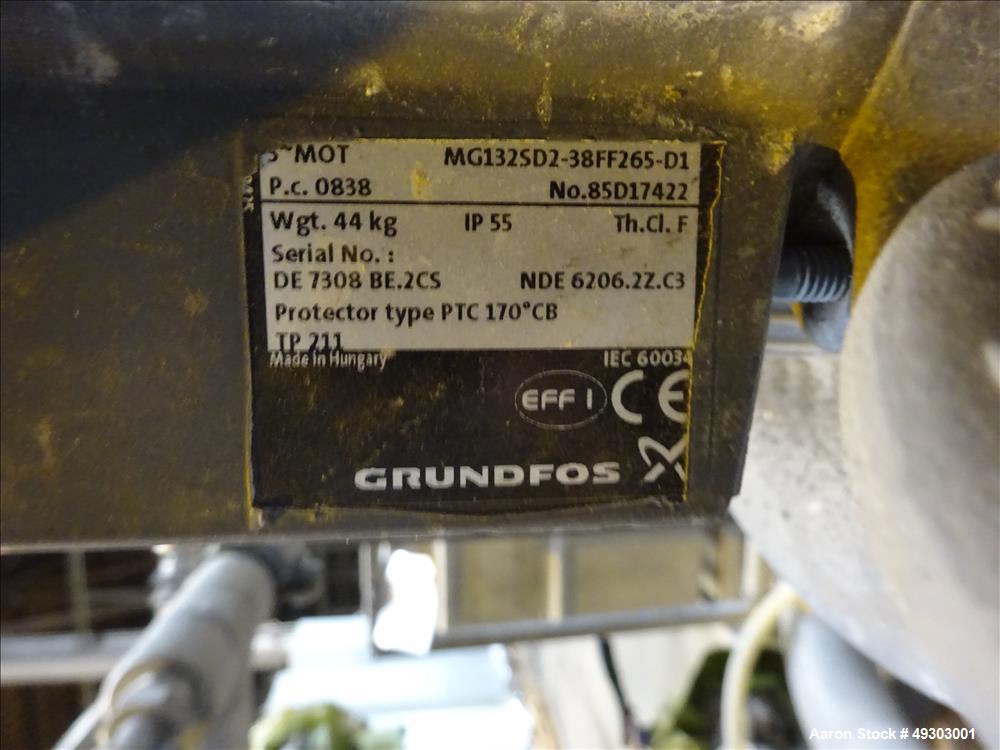 3~MOT MG132SD2-38FF265-D1
P.c. 0838 No.85D17422
Wgt. 44 kg IP 55 Th.Cl. F
Serial No. :
DE 7308 BE.2CS NDE 6206.2Z.C3
Protector type PTC 170°CB
TP 211
Made in Hungary IEC 60034
EFF 1 CE
GRUNDFOS
Aaron Stock # 49303001